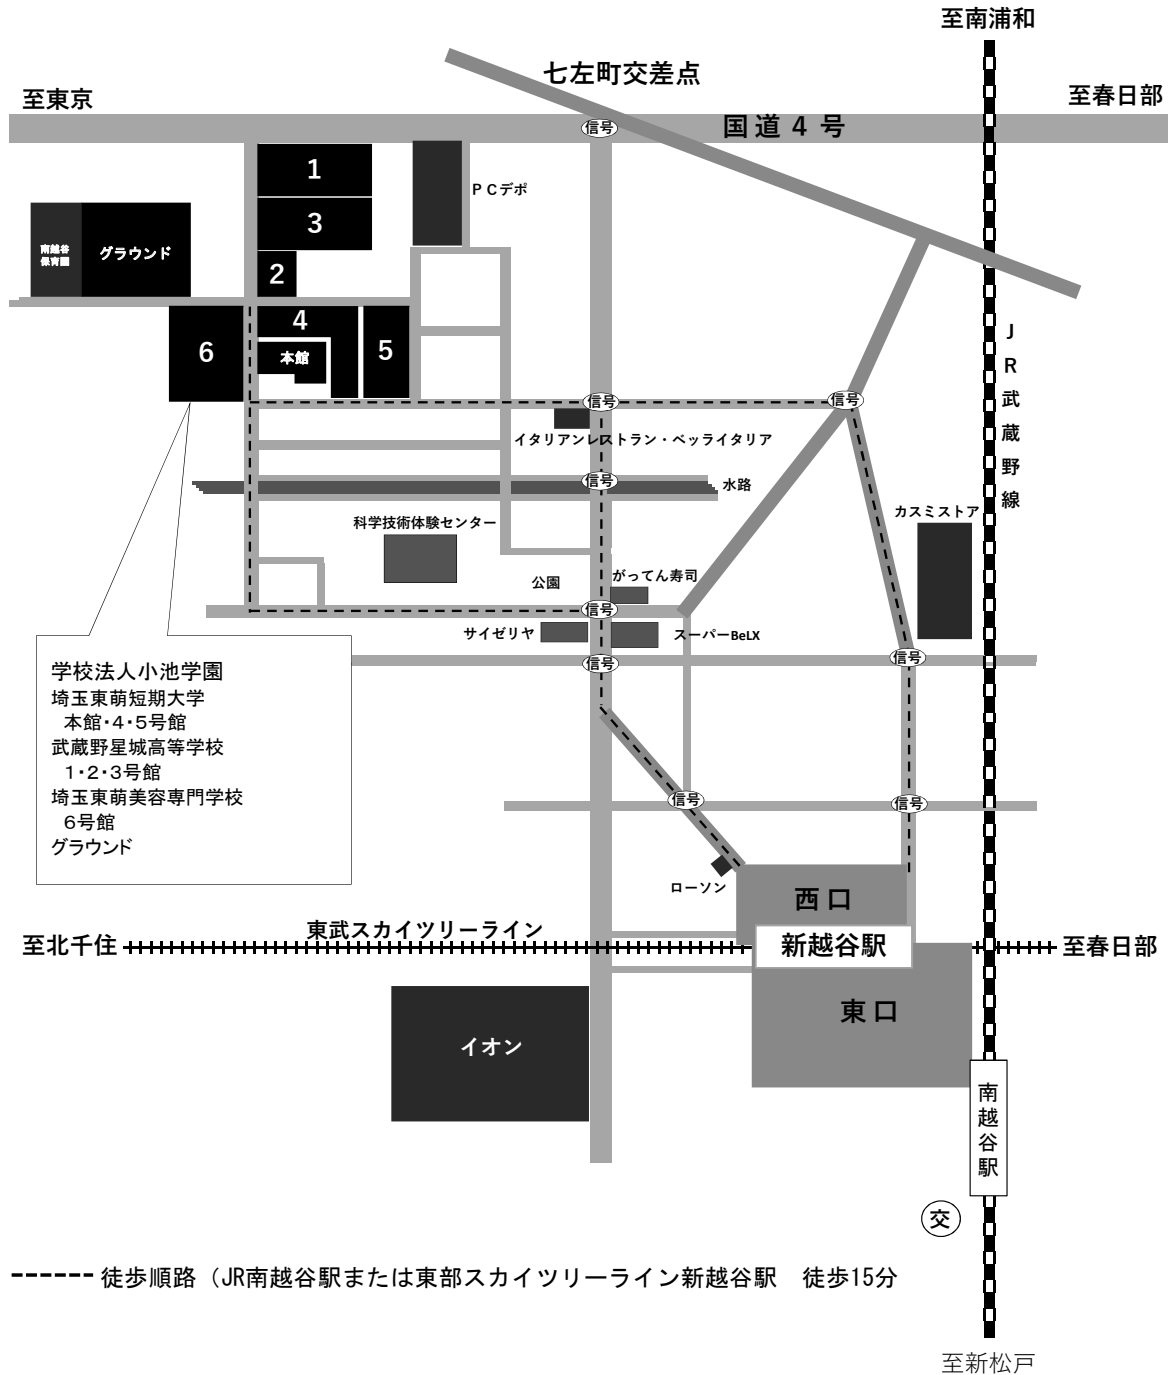 至南浦和
七左町交差点
至東京
至春日部
国道４号
信号
1
ＰＣデポ
3
南越谷
保育園
グラウンド
2
4
6
本館
5
ＪＲ武蔵野線
信号
信号
イタリアンレストラン・ベッライタリア
信号
水路
カスミストア
科学技術体験センター
公園
がってん寿司
信号
サイゼリヤ
スーパーBeLX
信号
信号
学校法人小池学園
埼玉東萌短期大学
本館・４・５号館
武蔵野星城高等学校
１・２・３号館
埼玉東萌美容専門学校
６号館
グラウンド
信号
信号
ローソン
西口
東武スカイツリーライン
至北千住
新越谷駅
至春日部
東口
イオン
南越谷駅
交
徒歩順路（JR南越谷駅または東部スカイツリーライン新越谷駅　徒歩15分
至新松戸